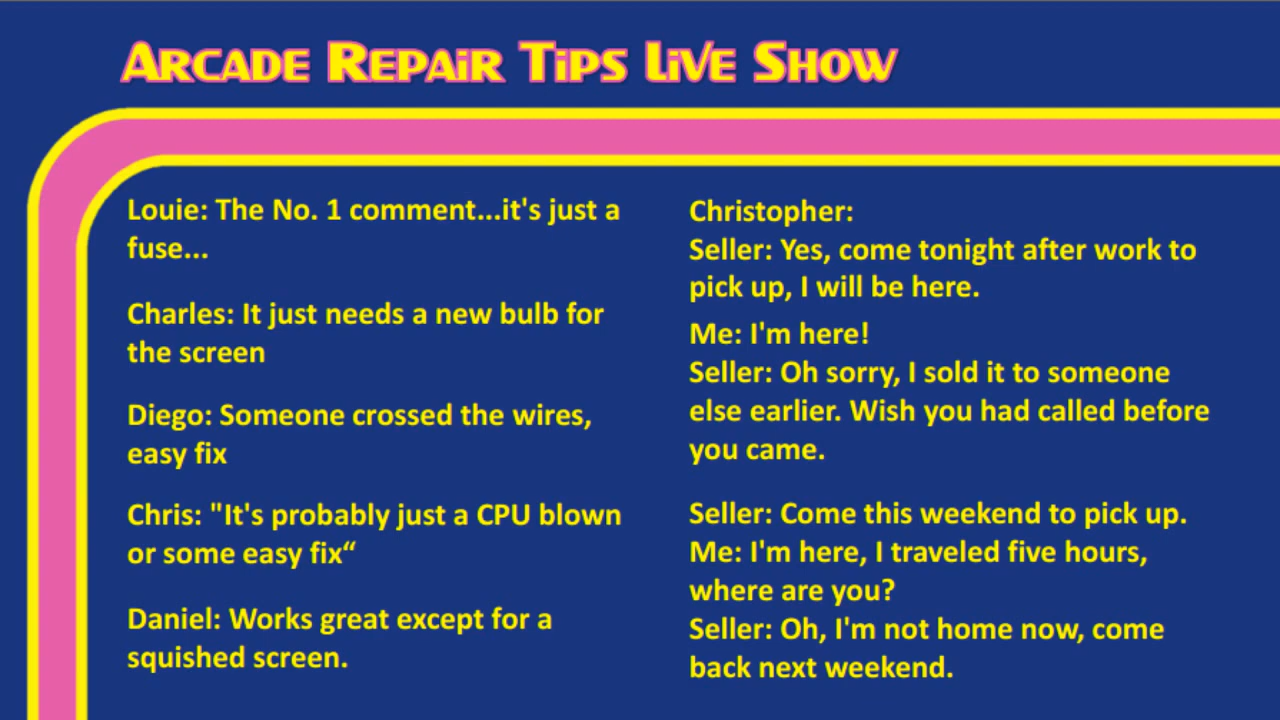 Arcade Repair Tips Live Show
Louie: The No. 1 comment...it's just a
fuse...
Charles: It just needs a new bulb for
the screen
Diego: Someone crossed the wires,
easy fix
Chris: "It's probably just a CPU blown
or some easy fix“
Daniel: Works great except for a
squished screen.
Christopher:
Seller: Yes, come tonight after work to
pick up, I will be here.
Me: I'm here!
Seller: Oh sorry, I sold it to someone
else earlier. Wish you had called before
you came.
Seller: Come this weekend to pick up.
Me: I'm here, I traveled five hours,
where are you?
Seller: Oh, I'm not home now, come
back next weekend.